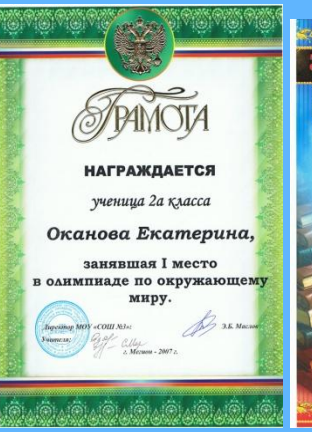 ГРАМОТА
НАГРАЖДАЕТСЯ
ученица 2а класса
Оканова Екатерина,
занявшая I место
в олимпиаде по окружающему
миру.
Директор МОУ «СОШ №3»: Э.Б. Маслов
Учитель:
г. Мегион - 2007 г.